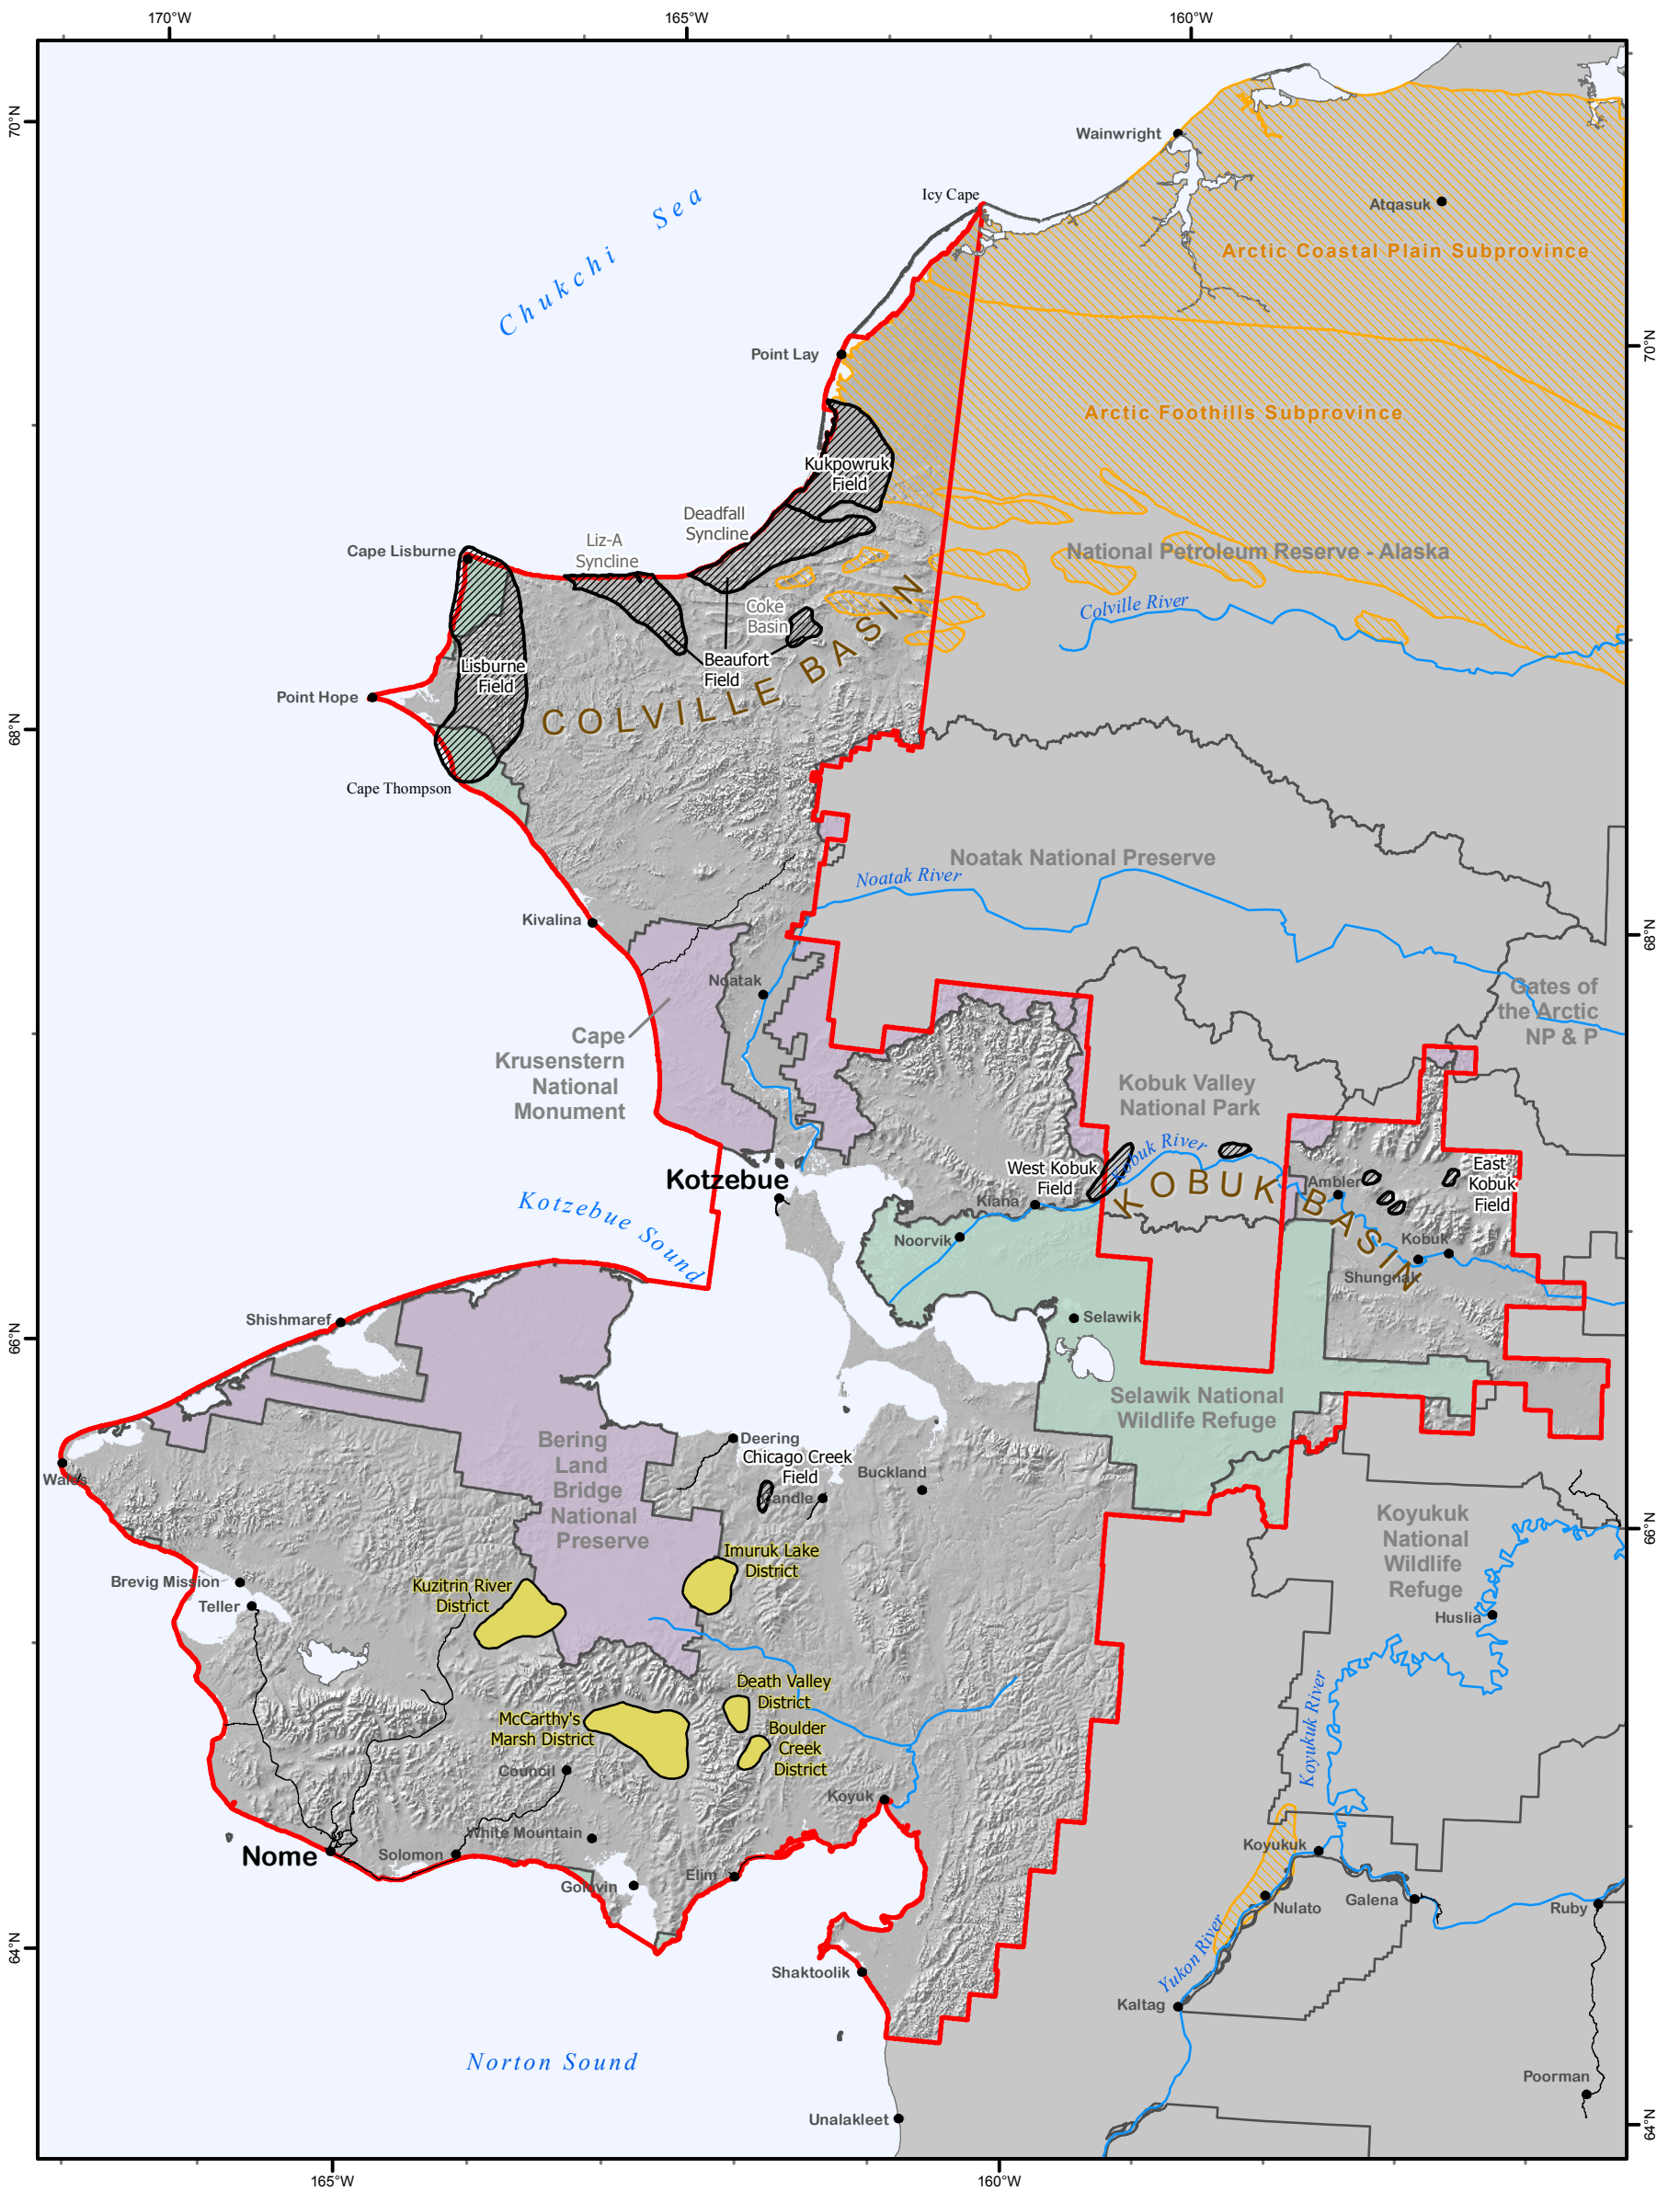 170°W
165°W
160°W
70°N
Wainwright
Icy Cape
Atqasuk
Chukchi Sea
Arctic Coastal Plain Subprovince
70°N
Point Lay
Arctic Foothills Subprovince
Kukpowruk
Field
Deadfall
Syncline
Liz-A
Syncline
Cape Lisburne
National Petroleum Reserve - Alaska
Colville River
Coke
Basin
Beaufort
Field
Lisburne
Field
Point Hope
COLVILLE BASIN
68°N
Cape Thompson
Noatak National Preserve
Noatak River
Kivalina
68°N
Noatak
Gates of
the Arctic
NP & P
Cape
Krusenstern
National
Monument
Kobuk Valley
National Park
Kobuk River
West Kobuk
Field
East
Kobuk
Field
Kotzebue
Kiana
Ambler
KOBUK BASIN
Kotzebue Sound
Noorvik
Kobuk
Shungnak
Selawik
Shishmaref
66°N
Selawik National
Wildlife Refuge
Deering
Bering
Land
Bridge
National
Preserve
Chicago Creek
Field
Buckland
Candle
Wales
Koyukuk
National
Wildlife
Refuge
66°N
Imuruk Lake
District
Kuzitrin River
District
Brevig Mission
Teller
Huslia
Death Valley
District
McCarthy's
Marsh District
Boulder
Creek
District
Koyukuk River
Council
Koyuk
White Mountain
Nome
Solomon
Koyukuk
Elim
Golovin
Nulato
Galena
Ruby
64°N
Shaktoolik
Yukon River
Kaltag
Norton Sound
Poorman
Unalakleet
64°N
165°W
160°W